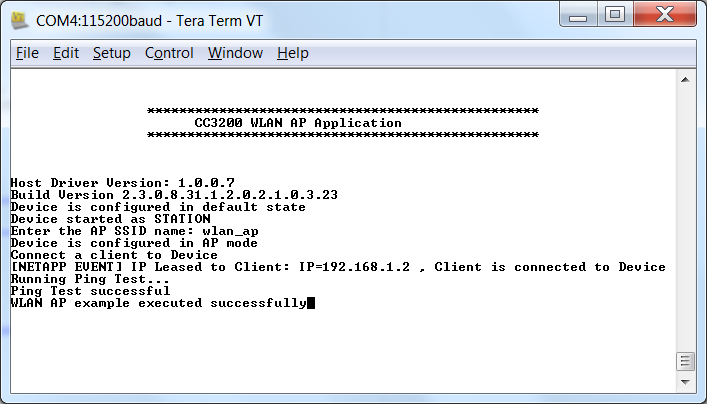 COM4:115200baud - Tera Term VT
File Edit Setup Control Window Help
**************************************************
CC3200 WLAN AP Application
**************************************************
Host Driver Version: 1.0.0.7
Build Version 2.3.0.8.31.1.2.0.2.1.0.3.23
Device is configured in default state
Device started as STATION
Enter the AP SSID name: wlan_ap
Device is configured in AP mode
Connect a client to Device
[NETAPP EVENT] IP Leased to Client: IP=192.168.1.2 , Client is connected to Device
Running Ping Test...
Ping Test successful
WLAN AP example executed successfully